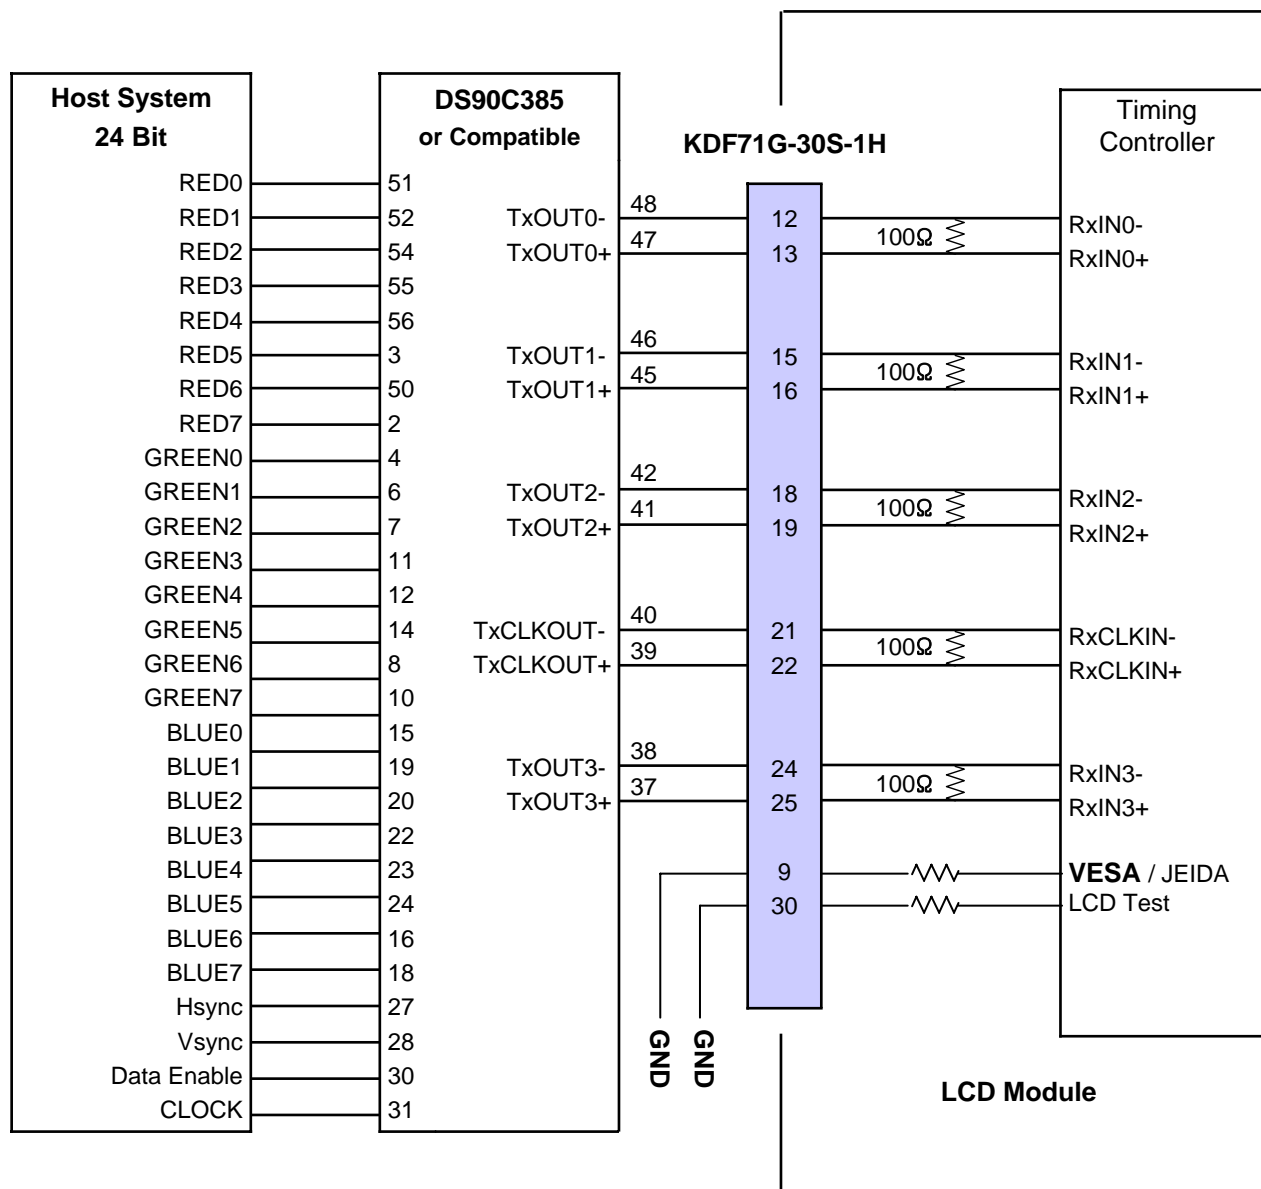 Host System
24 Bit
RED0
RED1
RED2
RED3
RED4
RED5
RED6
RED7
GREEN0
GREEN1
GREEN2
GREEN3
GREEN4
GREEN5
GREEN6
GREEN7
BLUE0
BLUE1
BLUE2
BLUE3
BLUE4
BLUE5
BLUE6
BLUE7
Hsync
Vsync
Data Enable
CLOCK
DS90C385
or Compatible
51
52
54
55
56
3
50
2
4
6
7
11
12
14
8
10
15
19
20
22
23
24
16
18
27
28
30
31
TxOUT0-
TxOUT0+
TxOUT1-
TxOUT1+
TxOUT2-
TxOUT2+
TxCLKOUT-
TxCLKOUT+
TxOUT3-
TxOUT3+
48
47
46
45
42
41
40
39
38
37
GND
GND
KDF71G-30S-1H
12
13
15
16
18
19
21
22
24
25
9
30
100Ω
100Ω
100Ω
100Ω
100Ω
Timing
Controller
RxIN0-
RxIN0+
RxIN1-
RxIN1+
RxIN2-
RxIN2+
RxCLKIN-
RxCLKIN+
RxIN3-
RxIN3+
VESA / JEIDA
LCD Test
LCD Module